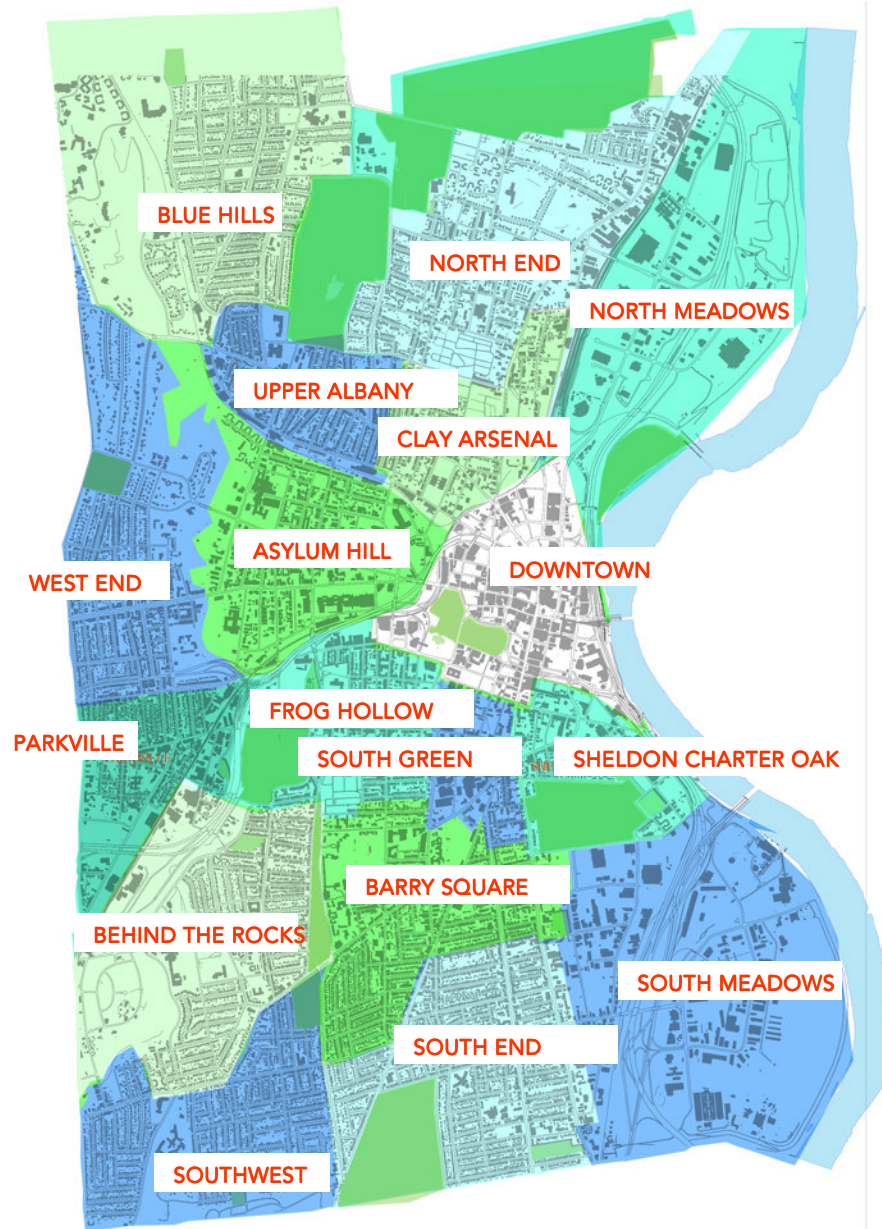 BLUE HILLS
NORTH END
NORTH MEADOWS
UPPER ALBANY
CLAY ARSENAL
ASYLUM HILL
DOWNTOWN
WEST END
FROG HOLLOW
PARKVILLE
SOUTH GREEN
SHELDON CHARTER OAK
BARRY SQUARE
BEHIND THE ROCKS
SOUTH MEADOWS
SOUTH END
SOUTHWEST